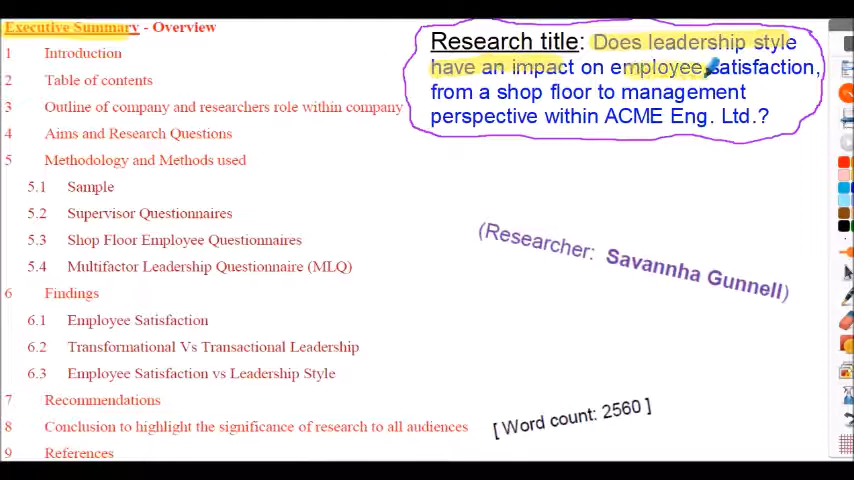 Executive Summary - Overview
1 Introduction
2 Table of contents
3 Outline of company and researchers role within company
4 Aims and Research Questions
5 Methodology and Methods used
5.1 Sample
5.2 Supervisor Questionnaires
5.3 Shop Floor Employee Questionnaires
5.4 Multifactor Leadership Questionnaire (MLQ)
6 Findings
6.1 Employee Satisfaction
6.2 Transformational Vs Transactional Leadership
6.3 Employee Satisfaction vs Leadership Style
7 Recommendations
8 Conclusion to highlight the significance of research to all audiences
9 References
Research title: Does leadership style
have an impact on employee satisfaction,
from a shop floor to management
perspective within ACME Eng. Ltd.?
(Researcher: Savannha Gunnell)
[ Word count: 2560 ]